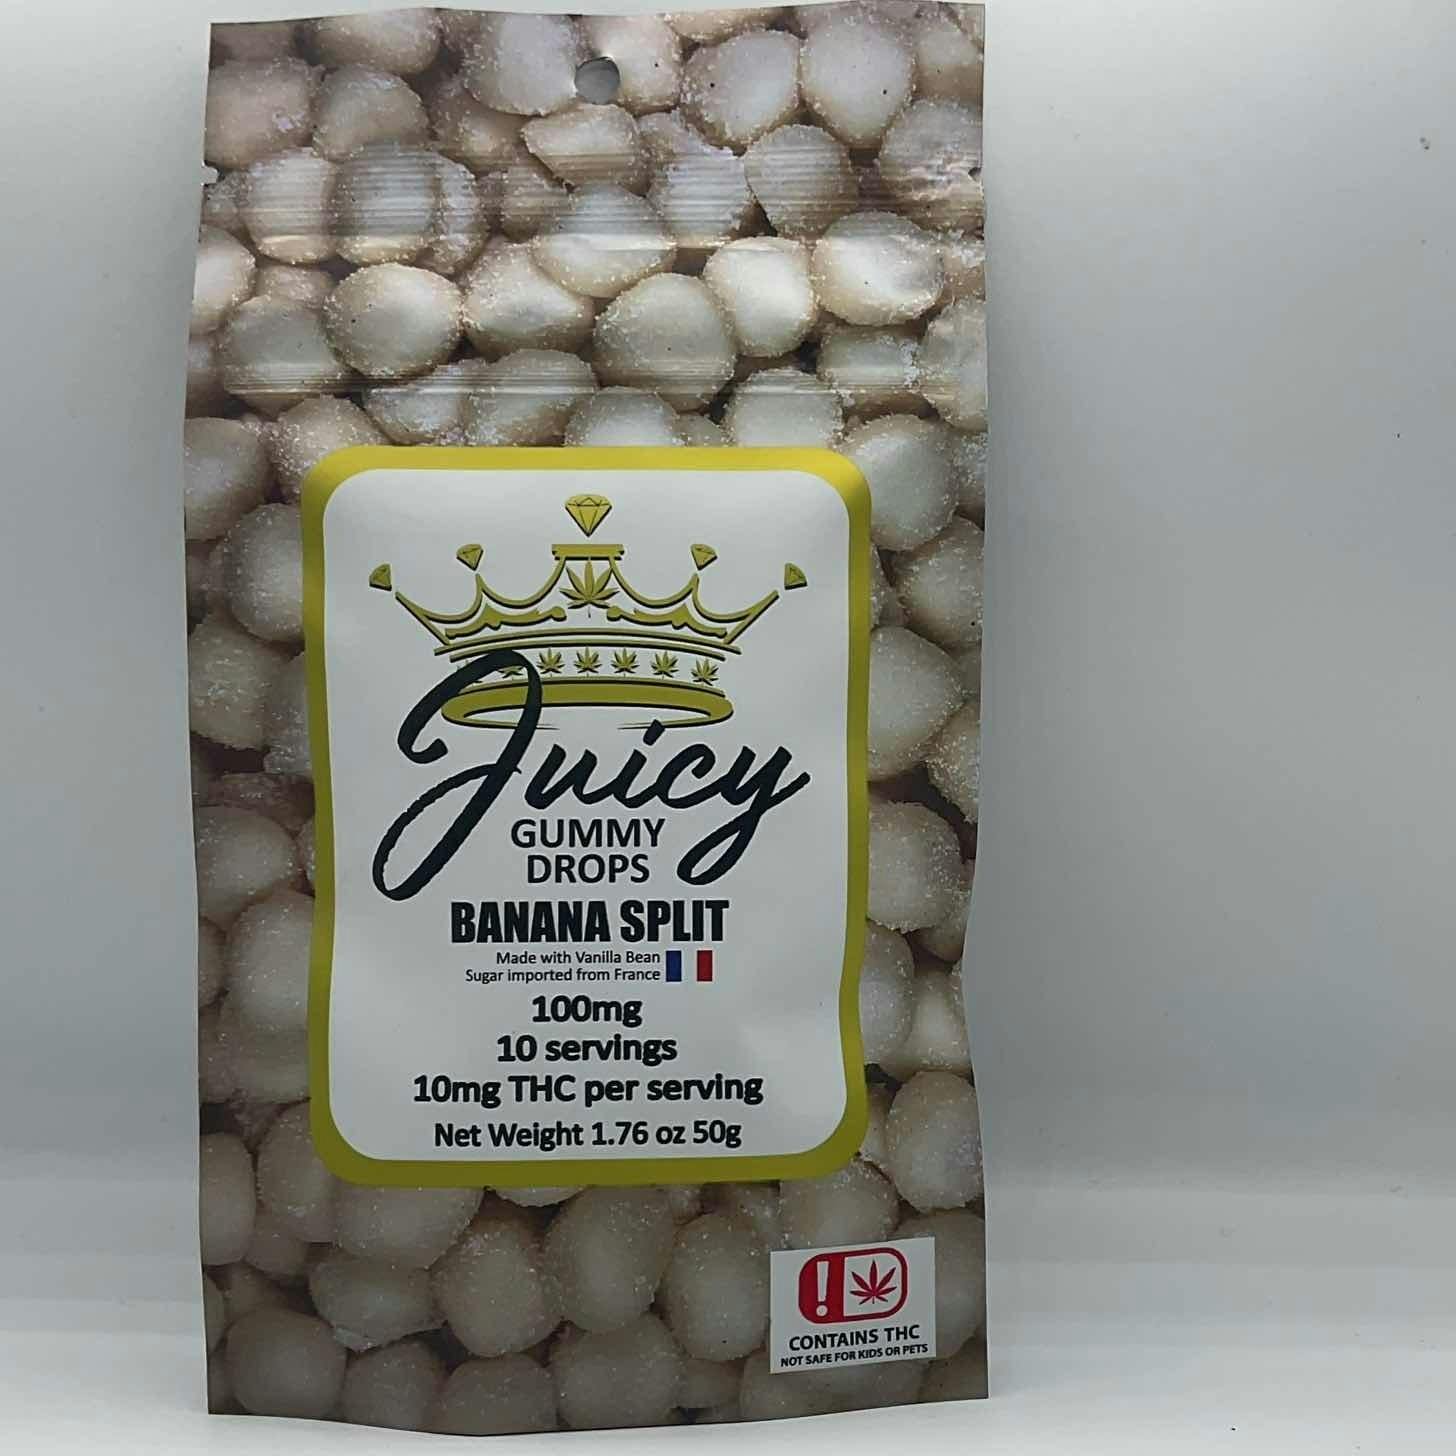 Juicy
GUMMY
DROPS
BANANA SPLIT
Made with Vanilla Bean
Sugar imported from France
100mg
10 servings
10mg THC per serving
Net Weight 1.76 oz 50g
!
CONTAINS THC
NOT SAFE FOR KIDS OR PETS